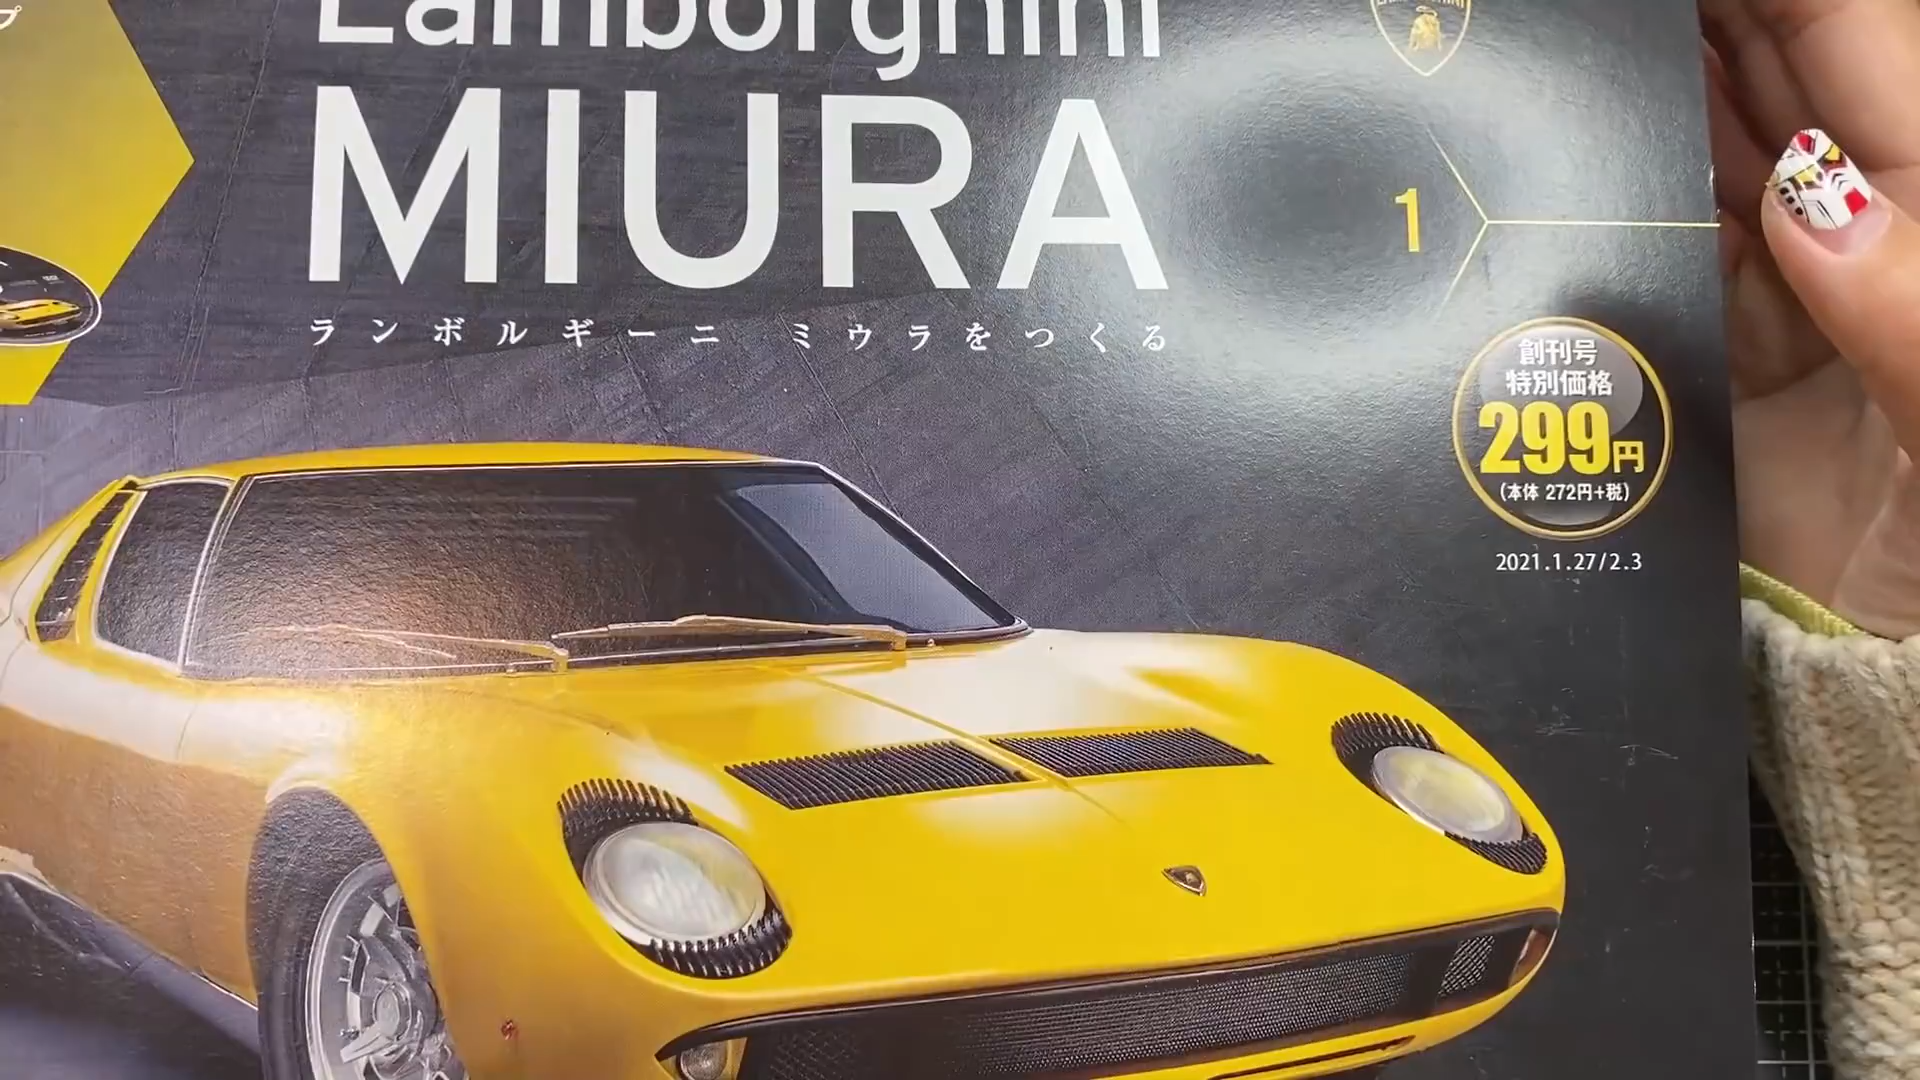 プ
Lamborghini
MIURA
ランボルギーニ ミウラをつくる
1
創刊号
特別価格
299円
(本体 272円+税)
2021.1.27/2.3